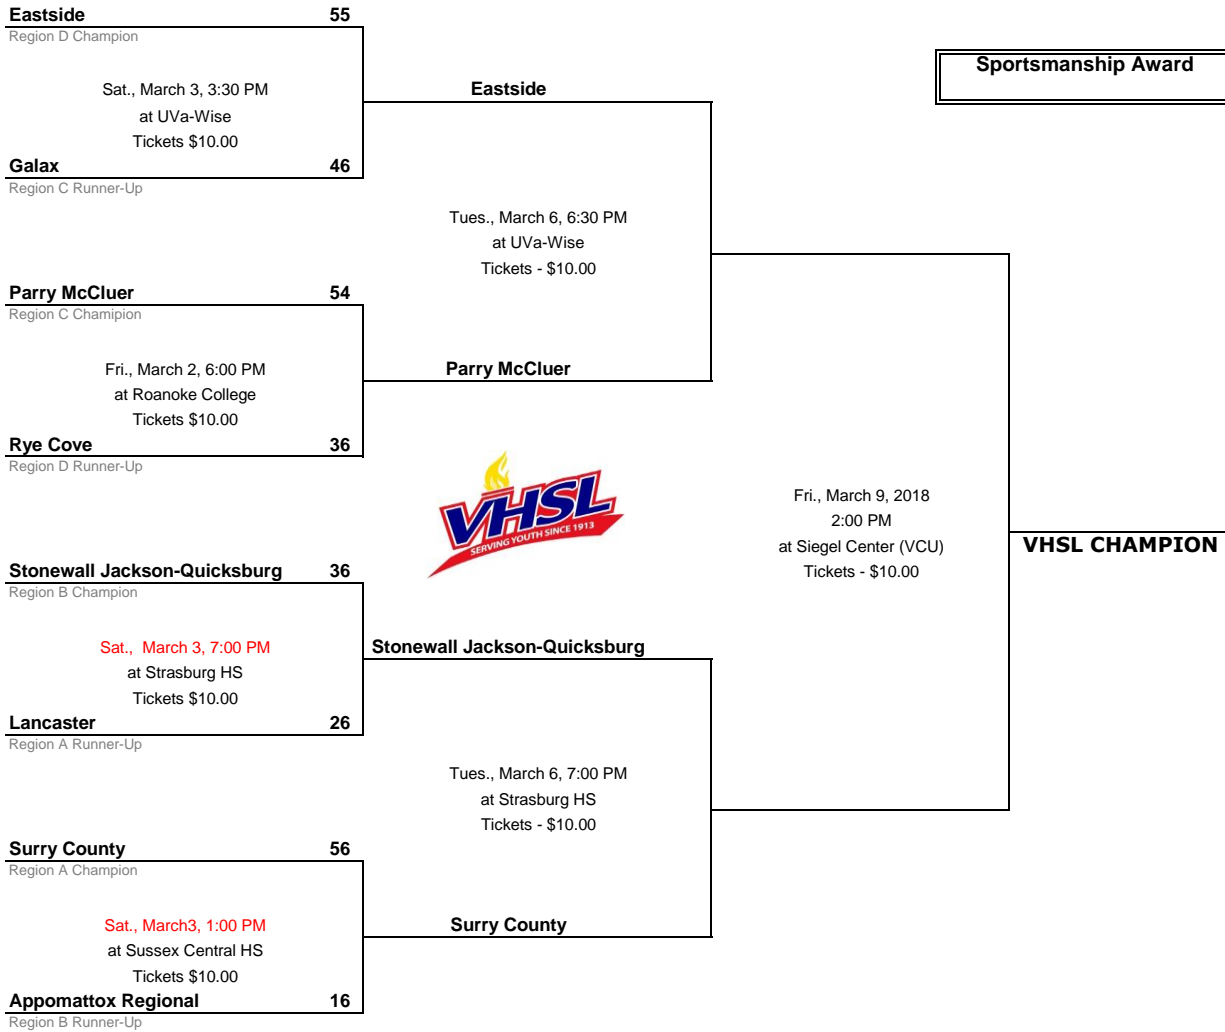 Eastside 55
Region D Champion
Sat., March 3, 3:30 PM
at UVa-Wise
Tickets $10.00
Galax 46
Region C Runner-Up
Parry McCluer 54
Region C Chamipion
Fri., March 2, 6:00 PM
at Roanoke College
Tickets $10.00
Rye Cove 36
Region D Runner-Up
Stonewall Jackson-Quicksburg 36
Region B Champion
Sat.,  March 3, 7:00 PM
at Strasburg HS
Tickets $10.00
Lancaster 26
Region A Runner-Up
Surry County 56
Region A Champion
Sat., March3, 1:00 PM
at Sussex Central HS
Tickets $10.00
Appomattox Regional 16
Region B Runner-Up
Eastside
Tues., March 6, 6:30 PM
at UVa-Wise
Tickets - $10.00
Parry McCluer
VHSL
SERVING YOUTH SINCE 1913
Stonewall Jackson-Quicksburg
Tues., March 6, 7:00 PM
at Strasburg HS
Tickets - $10.00
Surry County
Fri., March 9, 2018
2:00 PM
at Siegel Center (VCU)
Tickets - $10.00
Sportsmanship Award
VHSL CHAMPION